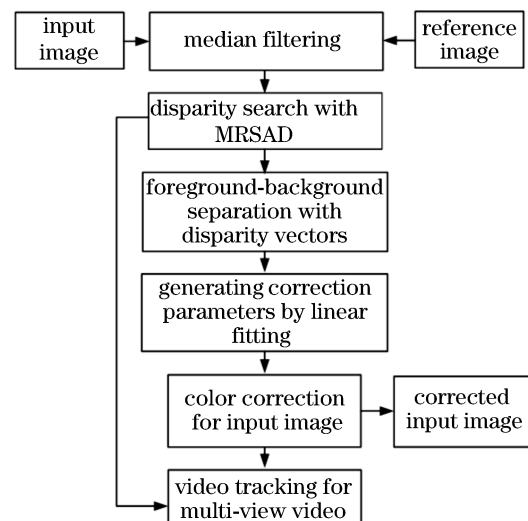 input
image
median filtering
reference
image
disparity search with
MRSAD
foreground-background
separation with
disparity vectors
generating correction
parameters by linear
fitting
color correction
for input image
corrected
input image
video tracking for
multi-view video